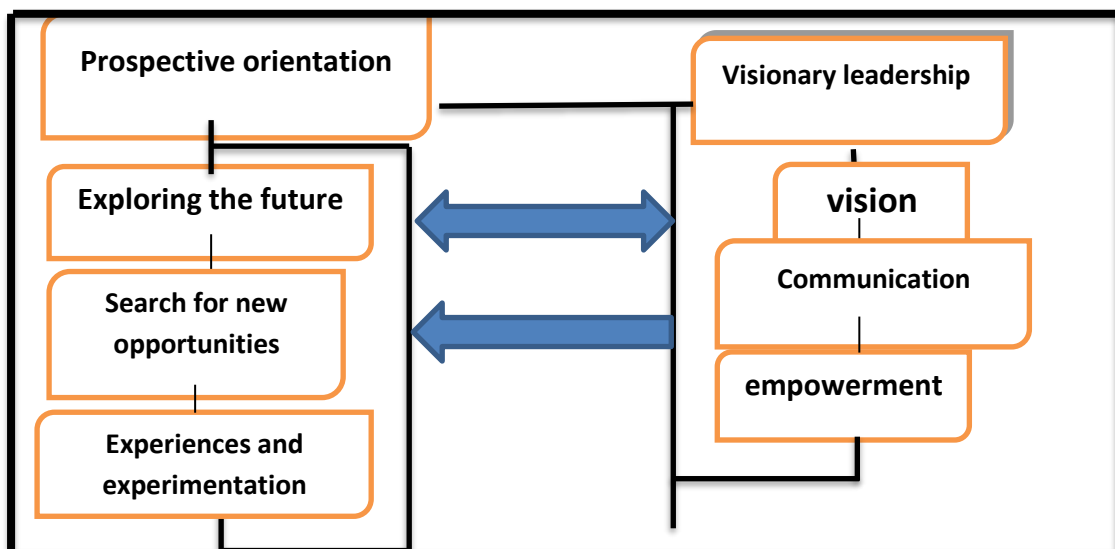 Prospective orientation
Exploring the future
Search for new
opportunities
Experiences and
experimentation
Visionary leadership
vision
Communication
empowerment